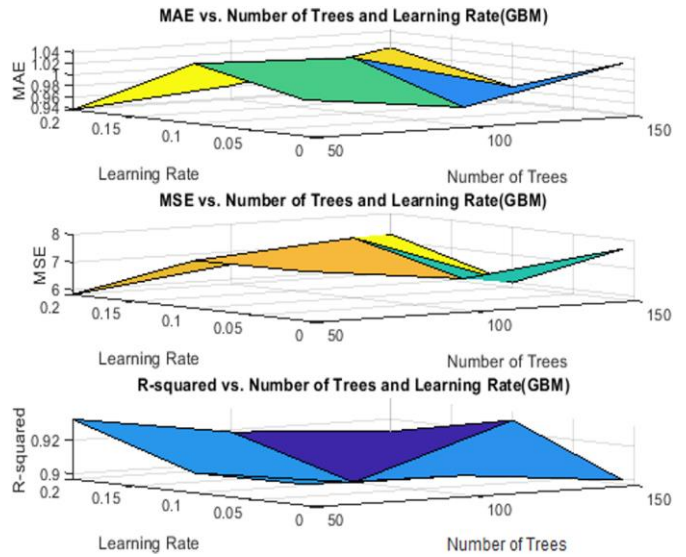 MAE vs. Number of Trees and Learning Rate(GBM)
1.04
1.02
1
0.98
0.96
0.94
MAE
0.2
0.15
0.1
0.05
0
50
100
150
Learning Rate
Number of Trees
MSE vs. Number of Trees and Learning Rate(GBM)
8
7
6
MSE
0.2
0.15
0.1
0.05
0
50
100
150
Learning Rate
Number of Trees
R-squared vs. Number of Trees and Learning Rate(GBM)
0.92
0.9
R-squared
0.2
0.15
0.1
0.05
0
50
100
150
Learning Rate
Number of Trees